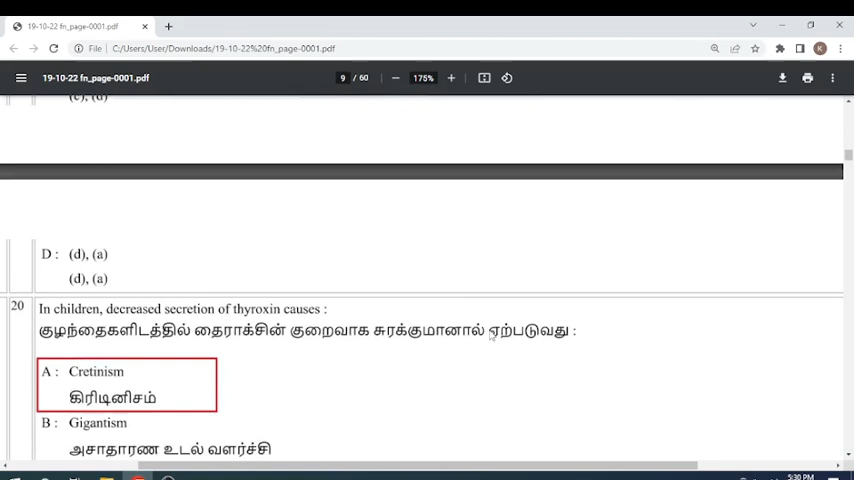 19-10-22 fn_page-0001.pdf
File C:/Users/User/Downloads/19-10-22%20fn_page-0001.pdf
K
19-10-22 fn_page-0001.pdf 9 / 60 175%
(c), (d)
D : (d), (a)
(d), (a)
20 In children, decreased secretion of thyroxin causes :
குழந்தைகளிடத்தில் தைராக்சின் குறைவாக சுரக்குமானால் ஏற்படுவது :
A : Cretinism
கிரிடினிசம்
B : Gigantism
அசாதாரண உடல் வளர்ச்சி
5:30 PM